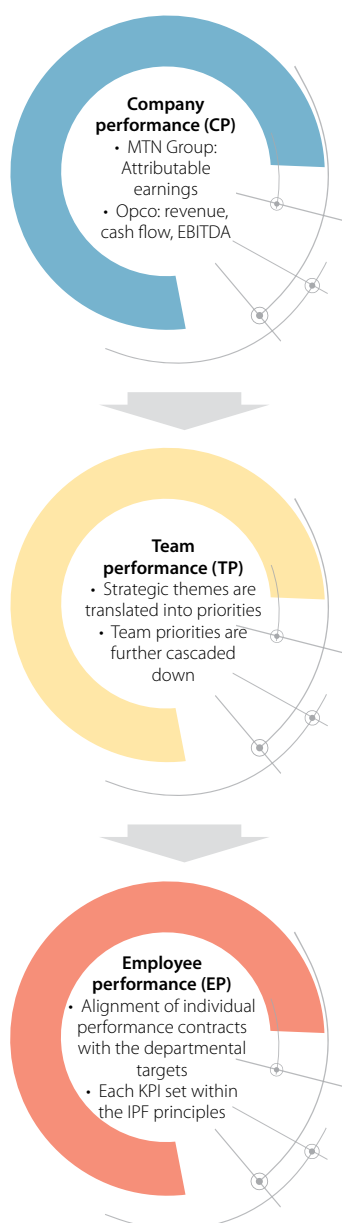 Company
performance (CP)
• MTN Group:
Attributable
earnings
• Opco: revenue,
cash flow, EBITDA
Team
performance (TP)
• Strategic themes are
translated into priorities
• Team priorities are
further cascaded
down
Employee
performance (EP)
• Alignment of individual
performance contracts
with the departmental
targets
• Each KPI set within
the IPF principles